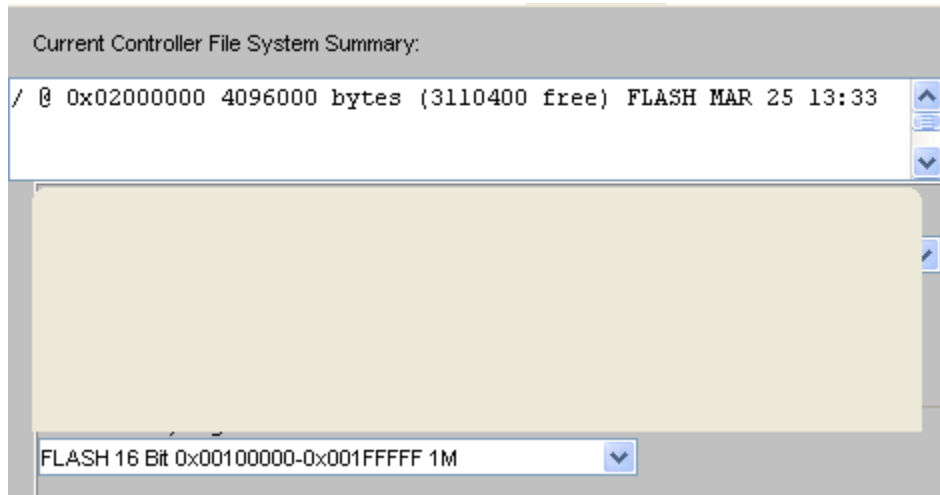 Current Controller File System Summary:
/ @ 0x02000000 4096000 bytes (3110400 free) FLASH MAR 25 13:33
FLASH 16 Bit 0x00100000-0x001FFFFF 1M